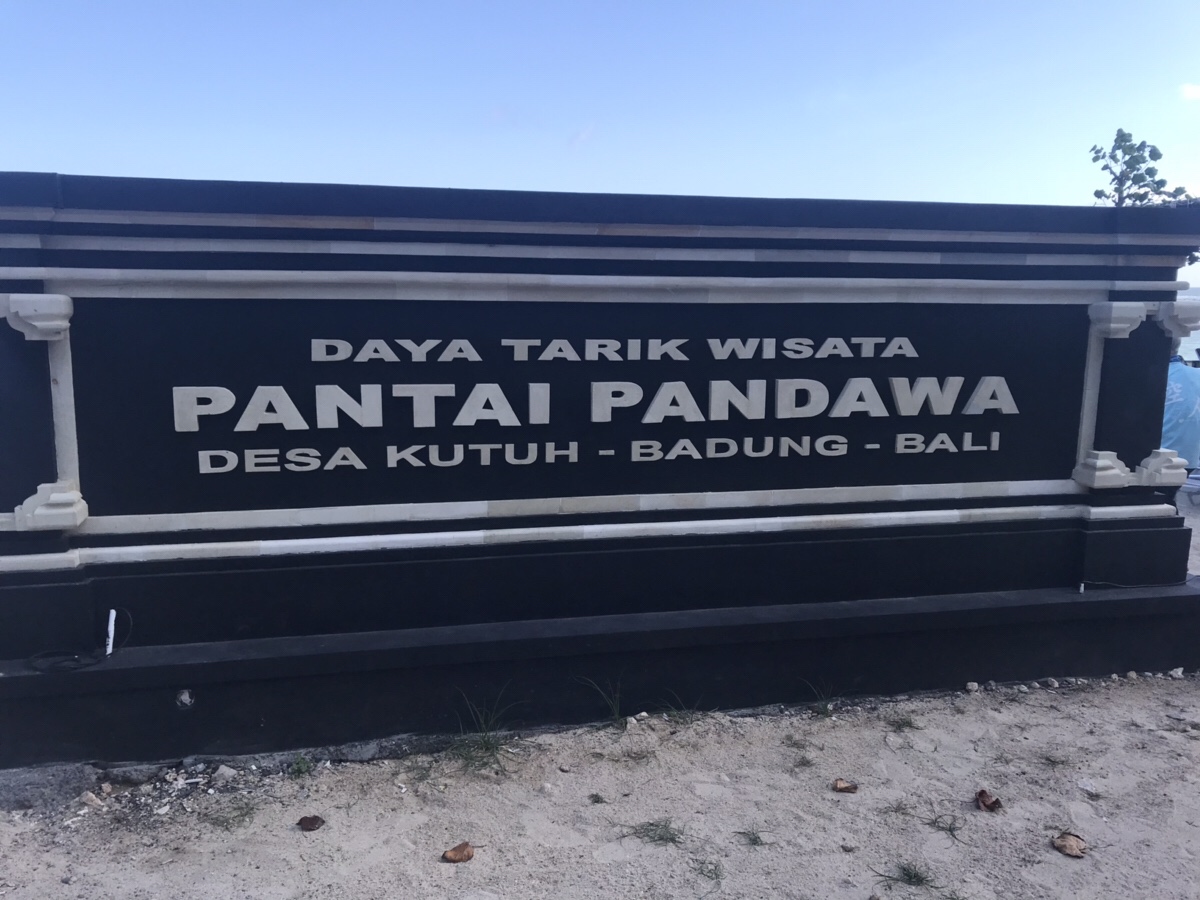 DAYA TARIK WISATA
PANTAI PANDAWA
DESA KUTUH - BADUNG - BALI